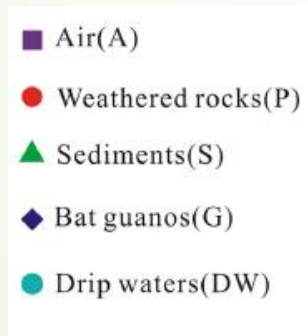 Air(A)
Weathered rocks(P)
Sediments(S)
Bat guanos(G)
Drip waters(DW)